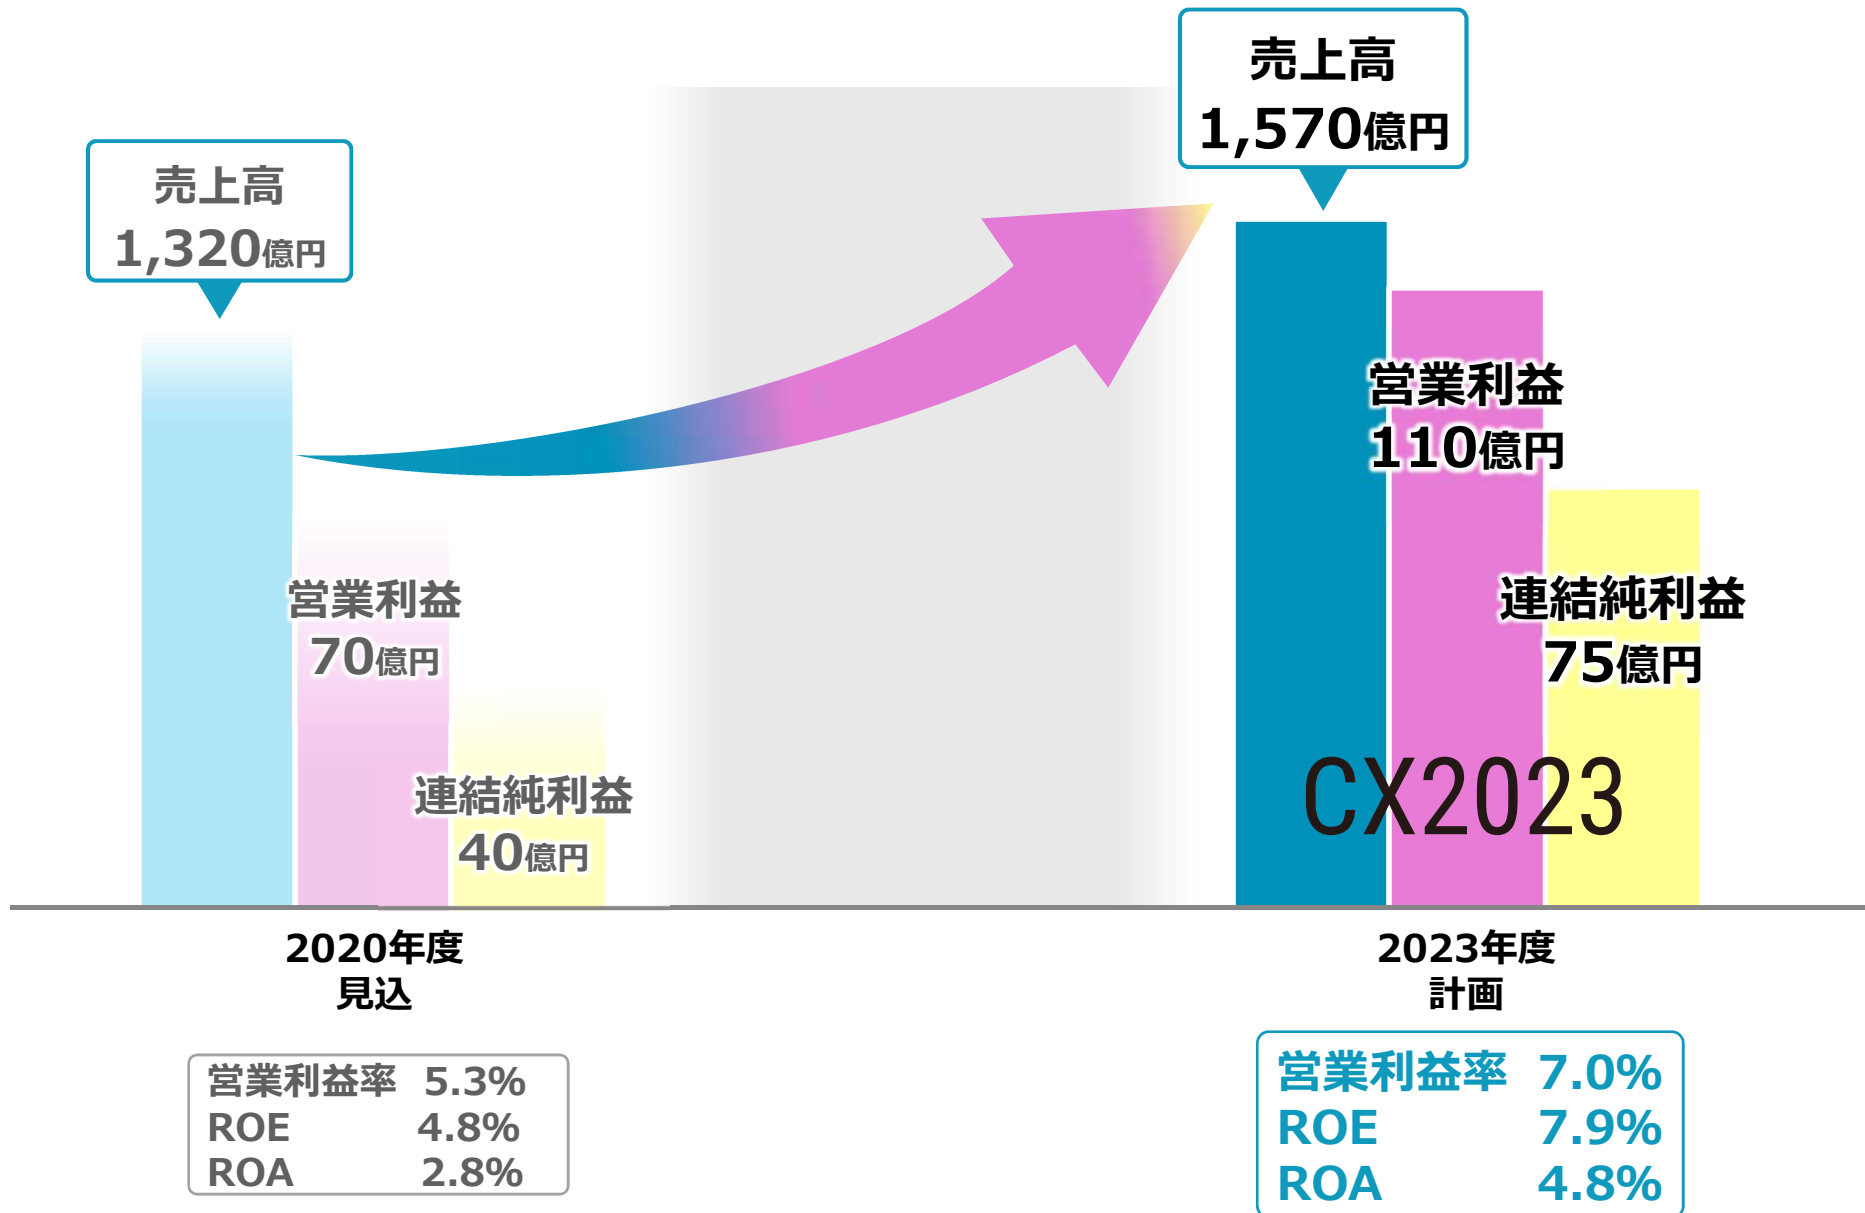 売上高
1,320億円
営業利益
70億円
連結純利益
40億円
売上高
1,570億円
営業利益
110億円
連結純利益
75億円
CX2023
2020年度
見込
2023年度
計画
営業利益率 5.3%
ROE 4.8%
ROA 2.8%
営業利益率 7.0%
ROE 7.9%
ROA 4.8%